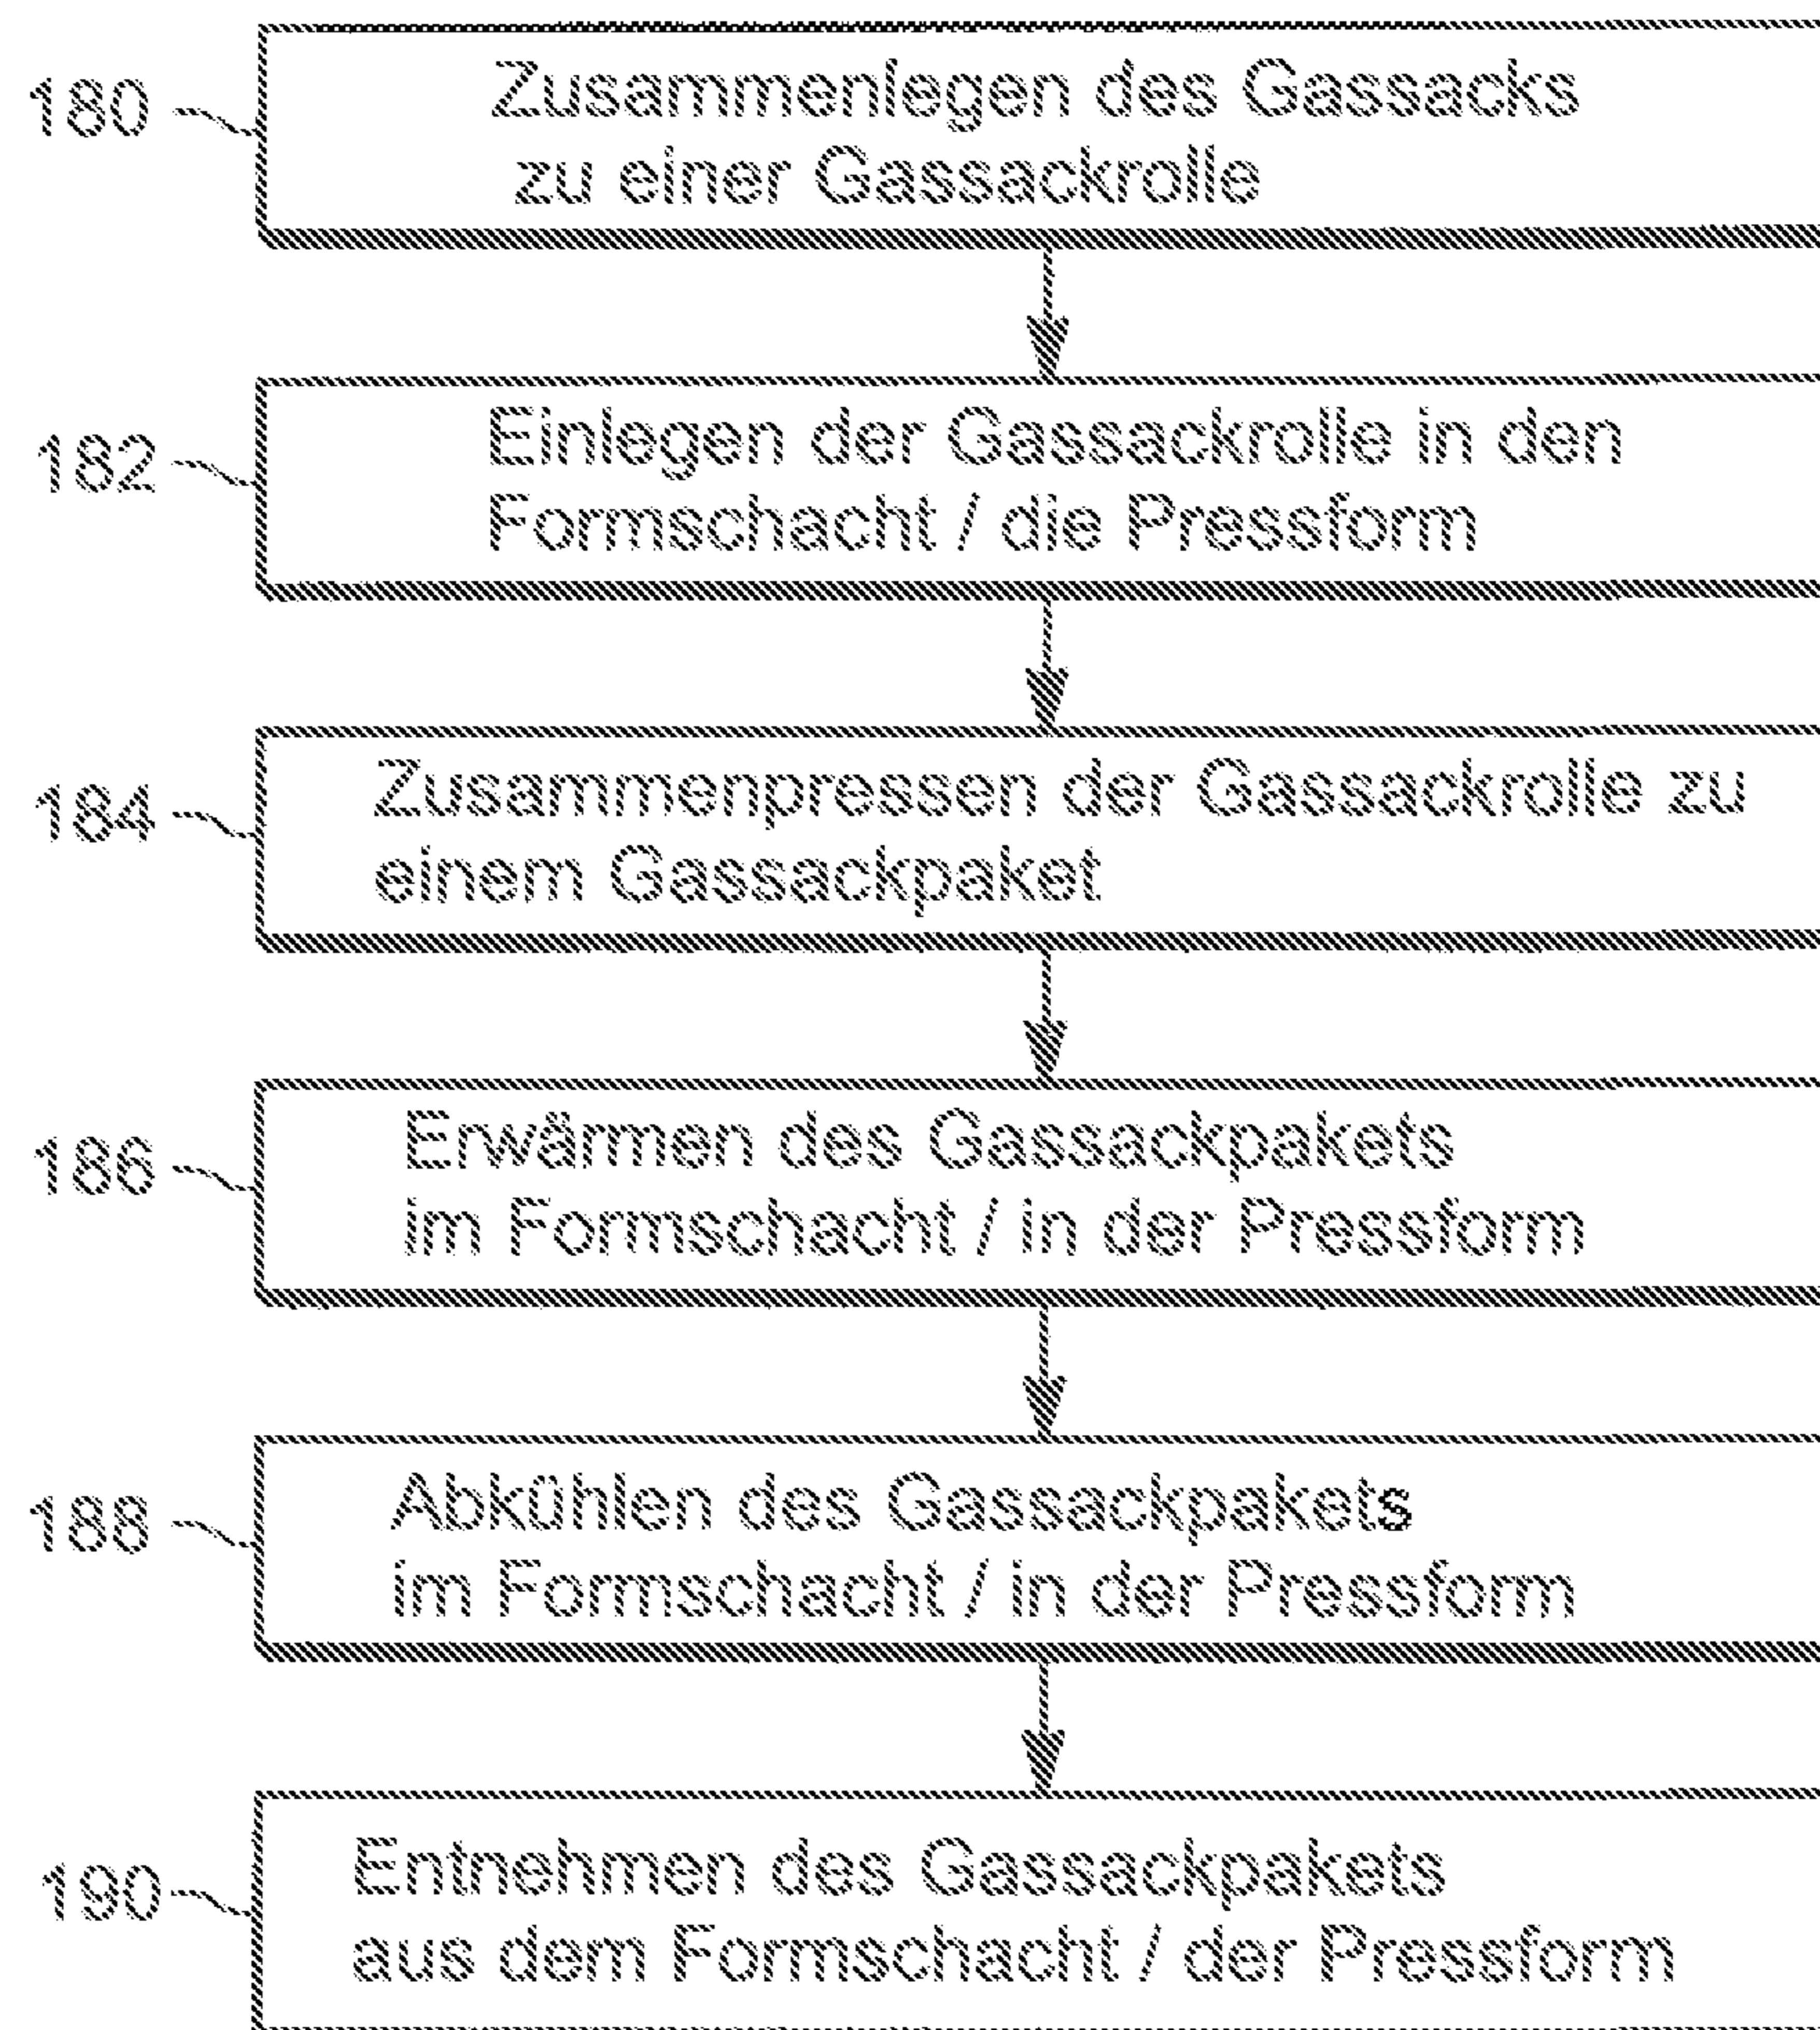 180
Zusammenlegen des Gassacks
zu einer Gassackrolle
182
Einlegen der Gassackrolle in den
Formschacht / die Pressform
184
Zusammenpressen der Gassackrolle zu
einem Gassackpaket
186
Erwärmen des Gassackpakets
im Formschacht / in der Pressform
188
Abkühlen des Gassackpakets
im Formschacht / in der Pressform
190
Entnehmen des Gassackpakets
aus dem Formschacht / der Pressform